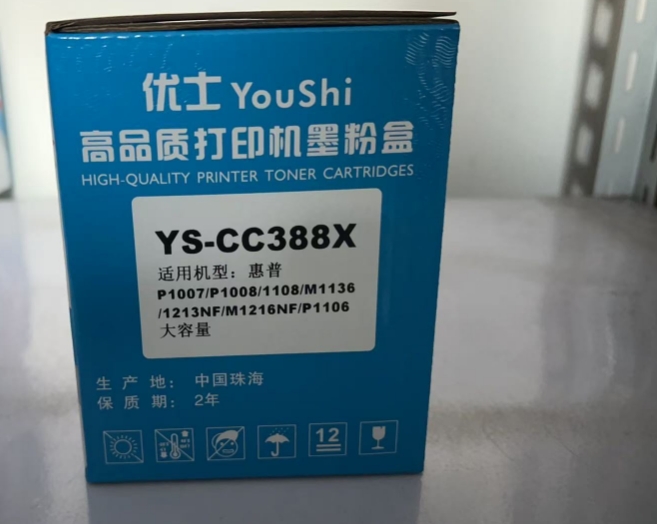 优士 YouShi
高品质打印机墨粉盒
HIGH-QUALITY PRINTER TONER CARTRIDGES
YS-CC388X
适用机型：惠普
P1007/P1008/1108/M1136
/1213NF/M1216NF/P1106
大容量
生产地：中国珠海
保质期：2年
12